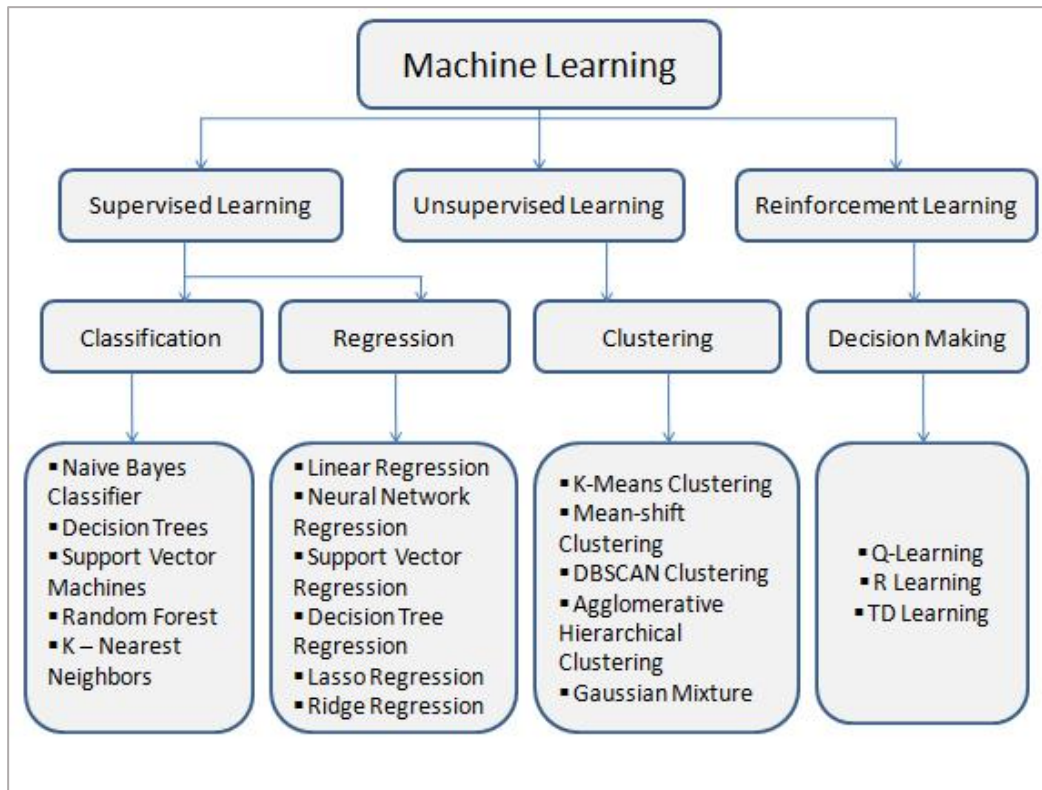 Machine Learning
Supervised Learning
Unsupervised Learning
Reinforcement Learning
Classification
Regression
Clustering
Decision Making
▪ Naive Bayes
Classifier
▪ Decision Trees
▪ Support Vector
Machines
▪ Random Forest
▪ K – Nearest
Neighbors
▪ Linear Regression
▪ Neural Network
Regression
▪ Support Vector
Regression
▪ Decision Tree
Regression
▪ Lasso Regression
▪ Ridge Regression
▪ K-Means Clustering
▪ Mean-shift
Clustering
▪ DBSCAN Clustering
▪ Agglomerative
Hierarchical
Clustering
▪ Gaussian Mixture
▪ Q-Learning
▪ R Learning
▪ TD Learning